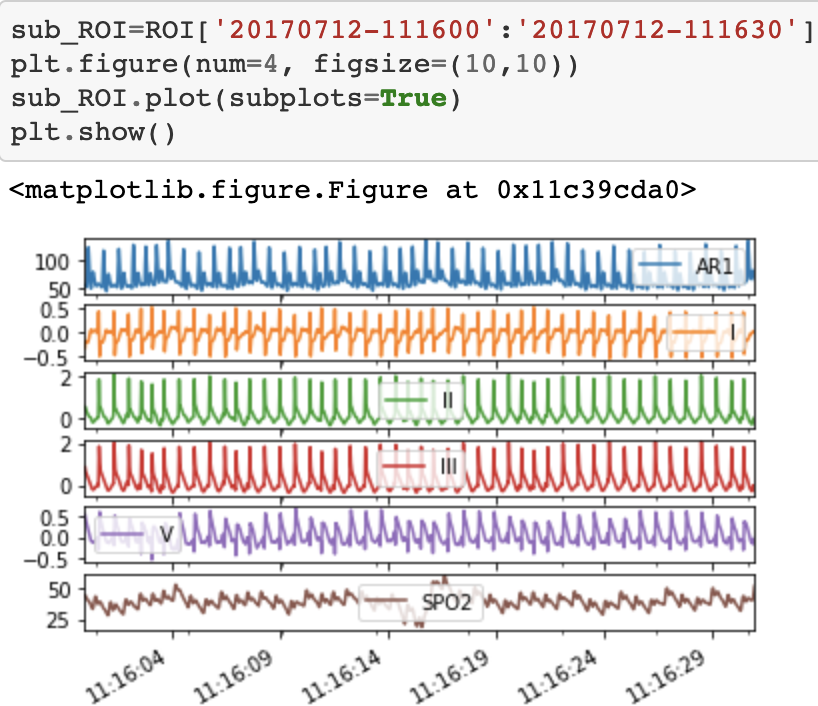 sub_ROI=ROI['20170712-111600':'20170712-111630']
plt.figure(num=4, figsize=(10,10))
sub_ROI.plot(subplots=True)
plt.show()
<matplotlib.figure.Figure at 0x11c39cda0>
100
50
AR1
0.5
0.0
−0.5
I
2
0
II
2
0
III
0.5
0.0
−0.5
V
50
25
SPO2
11:16:04
11:16:09
11:16:14
11:16:19
11:16:24
11:16:29